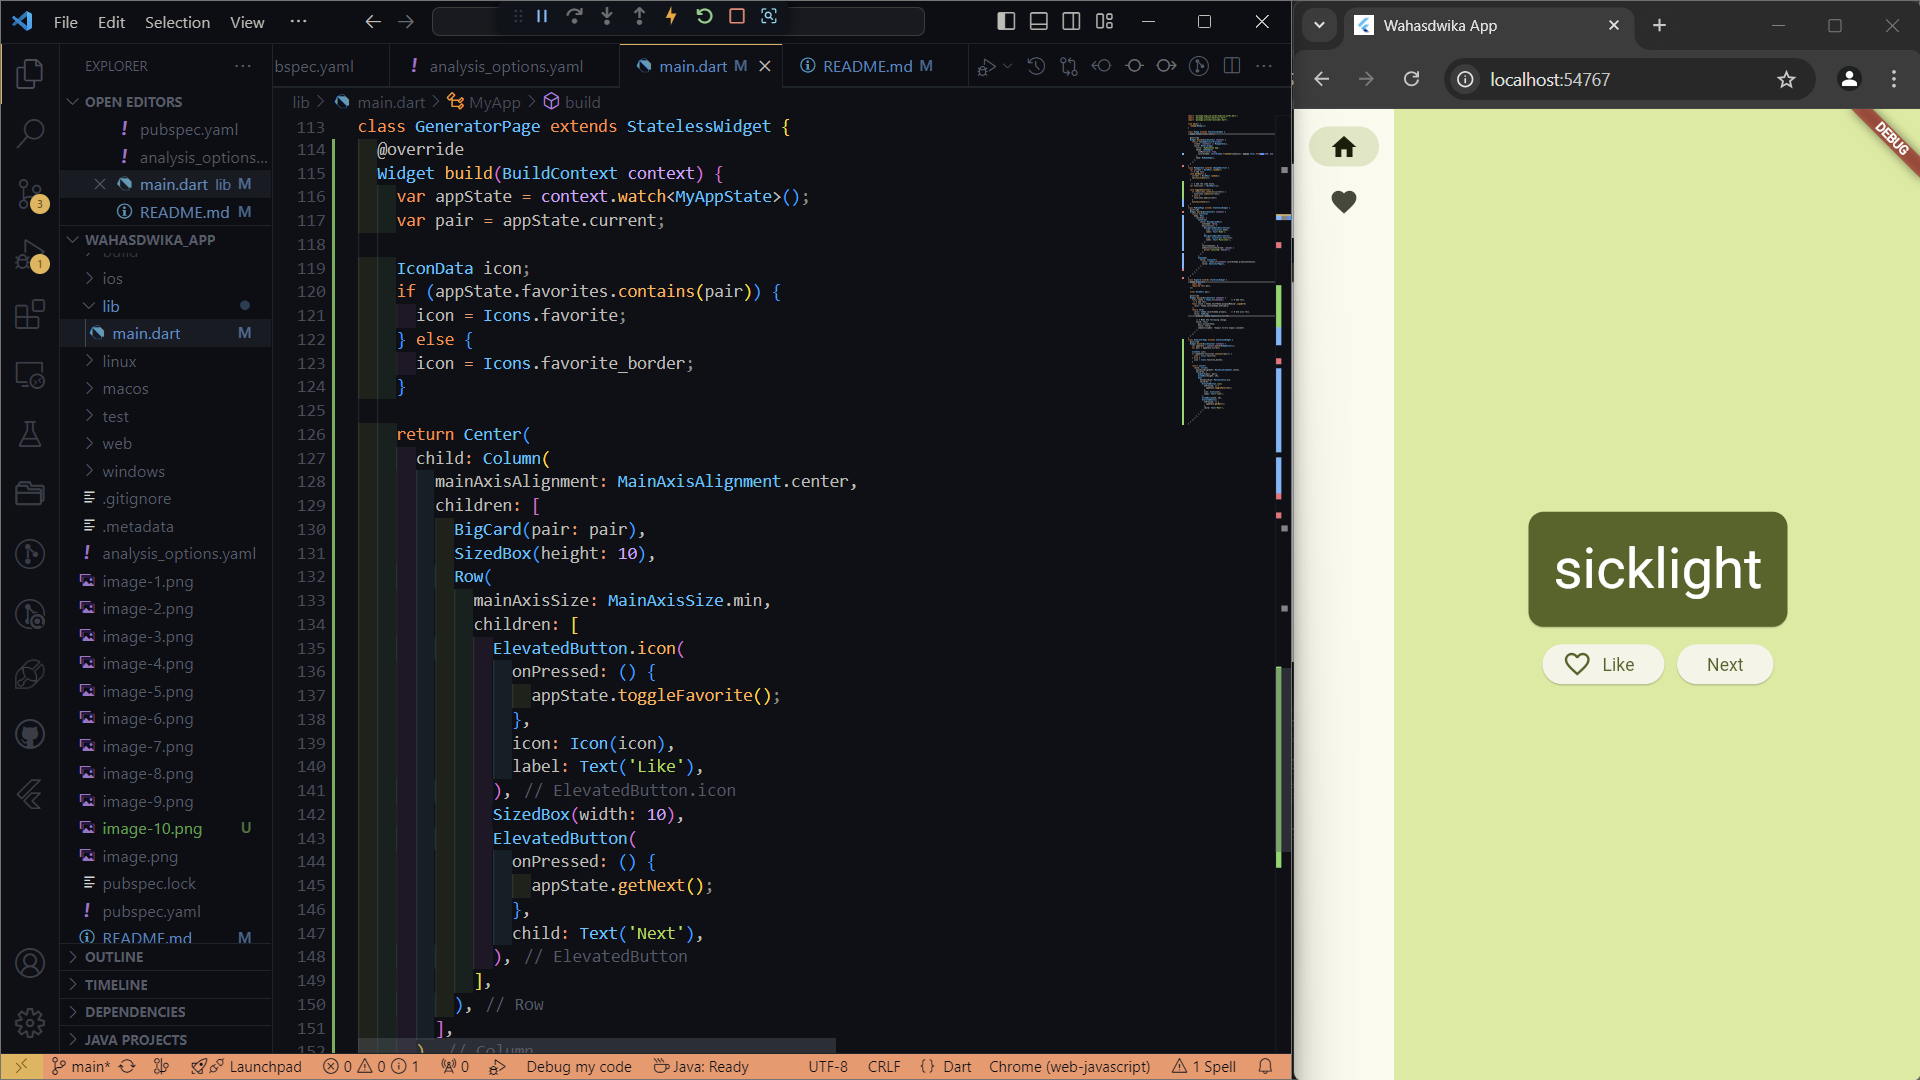 File Edit Selection View ···
EXPLORER
OPEN EDITORS
! pubspec.yaml
! analysis_options...
main.dart lib M
README.md M
WAHASDWIKA_APP
build
ios
lib
main.dart M
linux
macos
test
web
windows
.gitignore
.metadata
! analysis_options.yaml
image-1.png
image-2.png
image-3.png
image-4.png
image-5.png
image-6.png
image-7.png
image-8.png
image-9.png
image-10.png U
image.png
pubspec.lock
! pubspec.yaml
README.md M
OUTLINE
TIMELINE
DEPENDENCIES
JAVA PROJECTS
3
1
bspec.yaml ! analysis_options.yaml main.dart M README.md M
lib > main.dart > MyApp > build
113 class GeneratorPage extends StatelessWidget {
114 @override
115 Widget build(BuildContext context) {
116 var appState = context.watch<MyAppState>();
117 var pair = appState.current;
118
119 IconData icon;
120 if (appState.favorites.contains(pair)) {
121 icon = Icons.favorite;
122 } else {
123 icon = Icons.favorite_border;
124 }
125
126 return Center(
127 child: Column(
128 mainAxisAlignment: MainAxisAlignment.center,
129 children: [
130 BigCard(pair: pair),
131 SizedBox(height: 10),
132 Row(
133 mainAxisSize: MainAxisSize.min,
134 children: [
135 ElevatedButton.icon(
136 onPressed: () {
137 appState.toggleFavorite();
138 },
139 icon: Icon(icon),
140 label: Text('Like'),
141 ), // ElevatedButton.icon
142 SizedBox(width: 10),
143 ElevatedButton(
144 onPressed: () {
145 appState.getNext();
146 },
147 child: Text('Next'),
148 ), // ElevatedButton
149 ],
150 ), // Row
151 ],
152 ) // Column
main* Launchpad 0 0 1 0 Debug my code Java: Ready UTF-8 CRLF {} Dart Chrome (web-javascript) 1 Spell
Wahasdwika App
localhost:54767
DEBUG
sicklight
Like Next